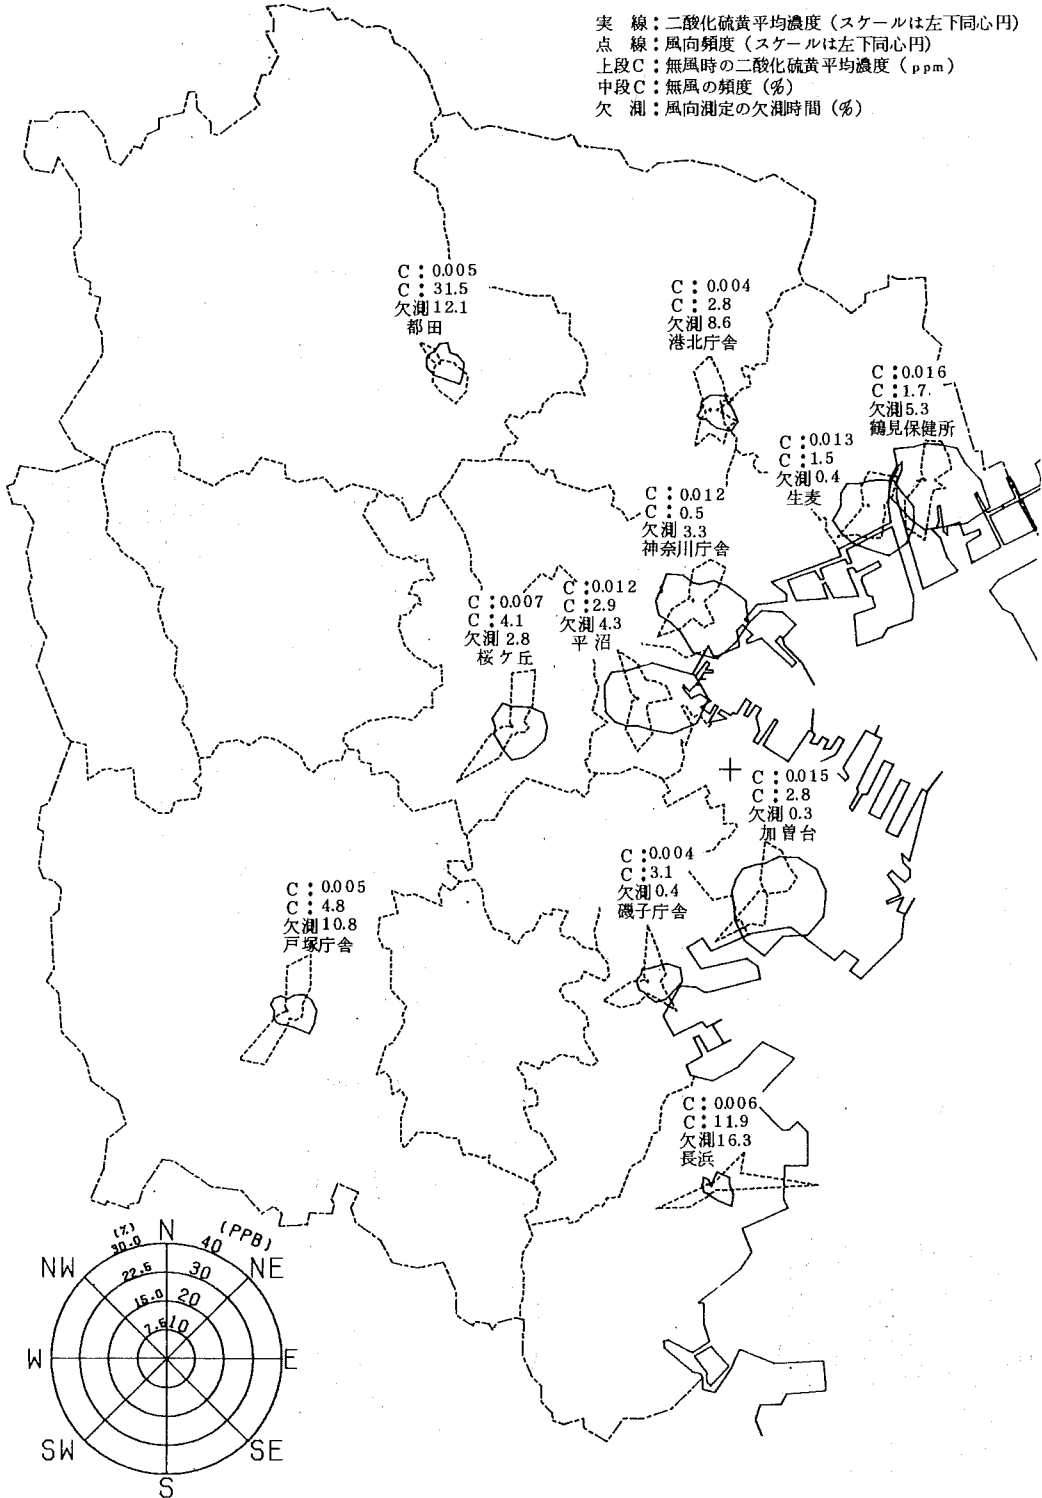 実 線：二酸化硫黄平均濃度（スケールは左下同心円）
点 線：風向頻度（スケールは左下同心円）
上段C：無風時の二酸化硫黄平均濃度（ppm）
中段C：無風の頻度（%）
欠 測：風向測定の欠測時間（%）
C：0.005
C：31.5
欠測12.1
都田
C：0.004
C：2.8
欠測8.6
港北庁舎
C：0.016
C：1.7
欠測5.3
鶴見保健所
C：0.013
C：1.5
欠測0.4
生麦
C：0.012
C：0.5
欠測3.3
神奈川庁舎
C：0.012
C：2.9
欠測4.3
平沼
C：0.007
C：4.1
欠測2.8
桜ケ丘
C：0.015
C：2.8
欠測0.3
加曽台
C：0.004
C：3.1
欠測0.4
磯子庁舎
C：0.005
C：4.8
欠測10.8
戸塚庁舎
C：0.006
C：11.9
欠測16.3
長浜
(%) N (PPB)
30.0 40
NW 22.5 30 NE
15.0 20
7.5 10
W E
SW SE
S